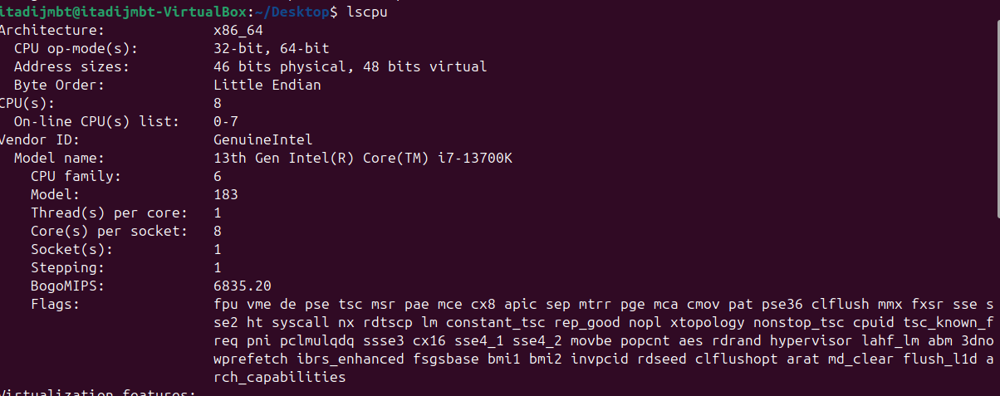 itadijmbt@itadijmbt-VirtualBox:~/Desktop$ lscpu
Architecture: x86_64
CPU op-mode(s): 32-bit, 64-bit
Address sizes: 46 bits physical, 48 bits virtual
Byte Order: Little Endian
CPU(s): 8
On-line CPU(s) list: 0-7
Vendor ID: GenuineIntel
Model name: 13th Gen Intel(R) Core(TM) i7-13700K
CPU family: 6
Model: 183
Thread(s) per core: 1
Core(s) per socket: 8
Socket(s): 1
Stepping: 1
BogoMIPS: 6835.20
Flags: fpu vme de pse tsc msr pae mce cx8 apic sep mtrr pge mca cmov pat pse36 clflush mmx fxsr sse s
se2 ht syscall nx rdtscp lm constant_tsc rep_good nopl xtopology nonstop_tsc cpuid tsc_known_f
req pni pclmulqdq ssse3 cx16 sse4_1 sse4_2 movbe popcnt aes rdrand hypervisor lahf_lm abm 3dno
wprefetch ibrs_enhanced fsgsbase bmi1 bmi2 invpcid rdseed clflushopt arat md_clear flush_l1d a
rch_capabilities
Virtualization features: